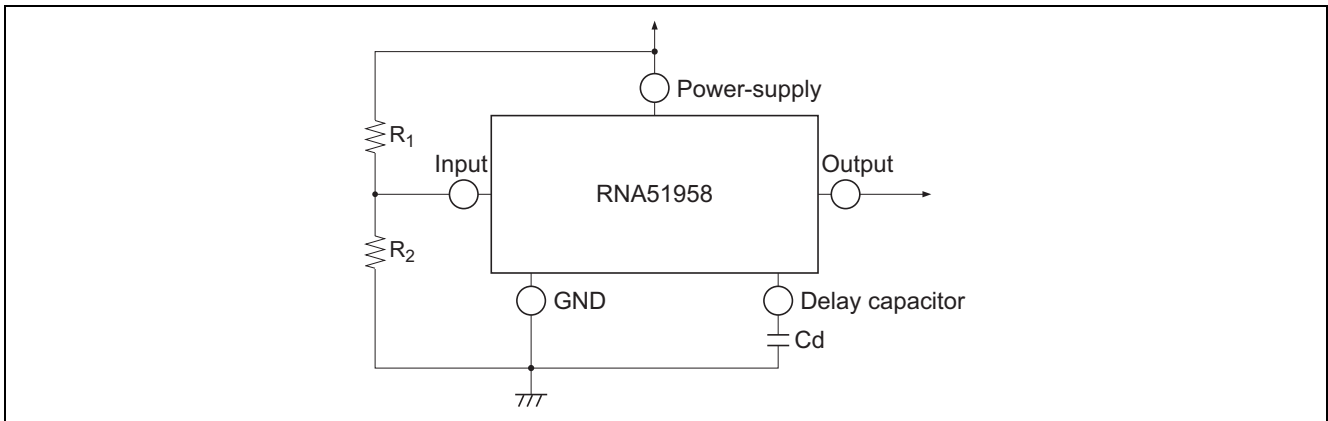 Power-supply
R1
Input
RNA51958
Output
R2
GND
Delay capacitor
Cd